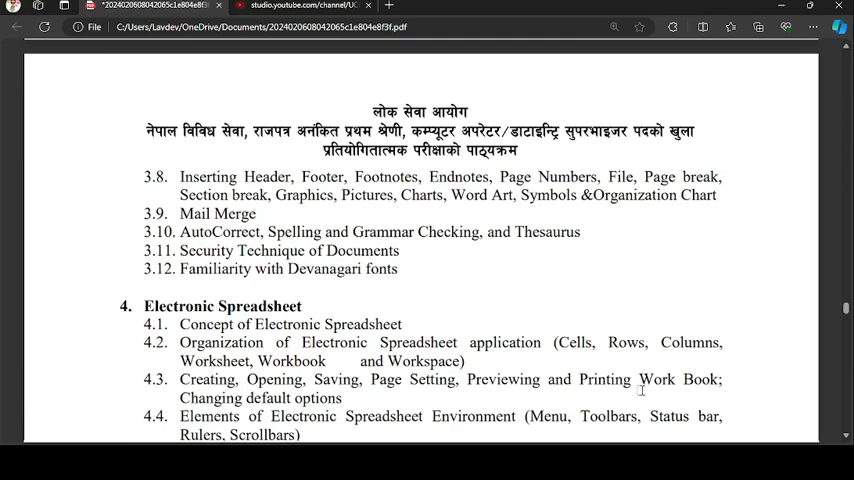 *2024020608042065c1e804e8f3f
studio.youtube.com/channel/UC
File
C:/Users/Lavdev/OneDrive/Documents/2024020608042065c1e804e8f3f.pdf
लोक सेवा आयोग
नेपाल विविध सेवा, राजपत्र अनंकित प्रथम श्रेणी, कम्प्यूटर अपरेटर/डाटाइन्ट्रि सुपरभाइजर पदको खुला
प्रतियोगितात्मक परीक्षाको पाठ्यक्रम
3.8. Inserting Header, Footer, Footnotes, Endnotes, Page Numbers, File, Page break,
Section break, Graphics, Pictures, Charts, Word Art, Symbols &Organization Chart
3.9. Mail Merge
3.10. AutoCorrect, Spelling and Grammar Checking, and Thesaurus
3.11. Security Technique of Documents
3.12. Familiarity with Devanagari fonts
4. Electronic Spreadsheet
4.1. Concept of Electronic Spreadsheet
4.2. Organization of Electronic Spreadsheet application (Cells, Rows, Columns,
Worksheet, Workbook and Workspace)
4.3. Creating, Opening, Saving, Page Setting, Previewing and Printing Work Book;
Changing default options
4.4. Elements of Electronic Spreadsheet Environment (Menu, Toolbars, Status bar,
Rulers, Scrollbars)